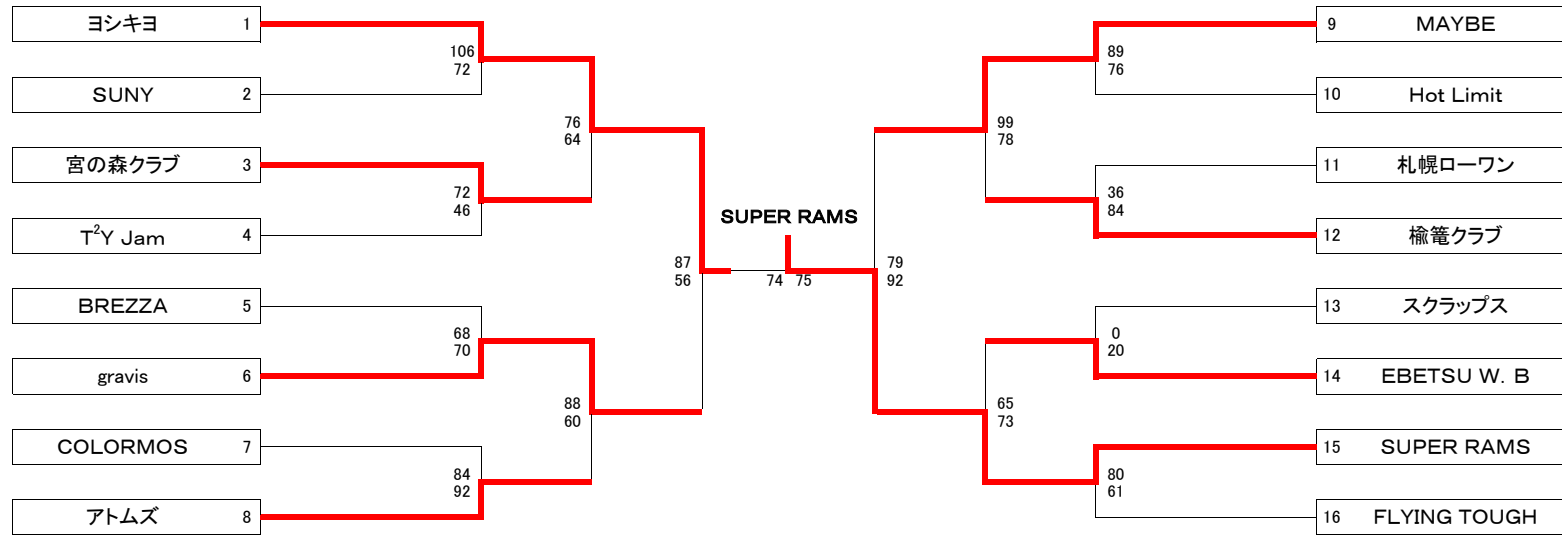 ヨシキヨ 1
106
72
SUNY 2
76
64
宮の森クラブ 3
72
46
T²Y Jam 4
87
56
BREZZA 5
68
70
gravis 6
88
60
COLORMOS 7
84
92
アトムズ 8
SUPER RAMS
74 75
9 MAYBE
89
76
10 Hot Limit
99
78
11 札幌ローワン
36
84
12 楡篭クラブ
79
92
13 スクラップス
0
20
14 EBETSU W. B
65
73
15 SUPER RAMS
80
61
16 FLYING TOUGH